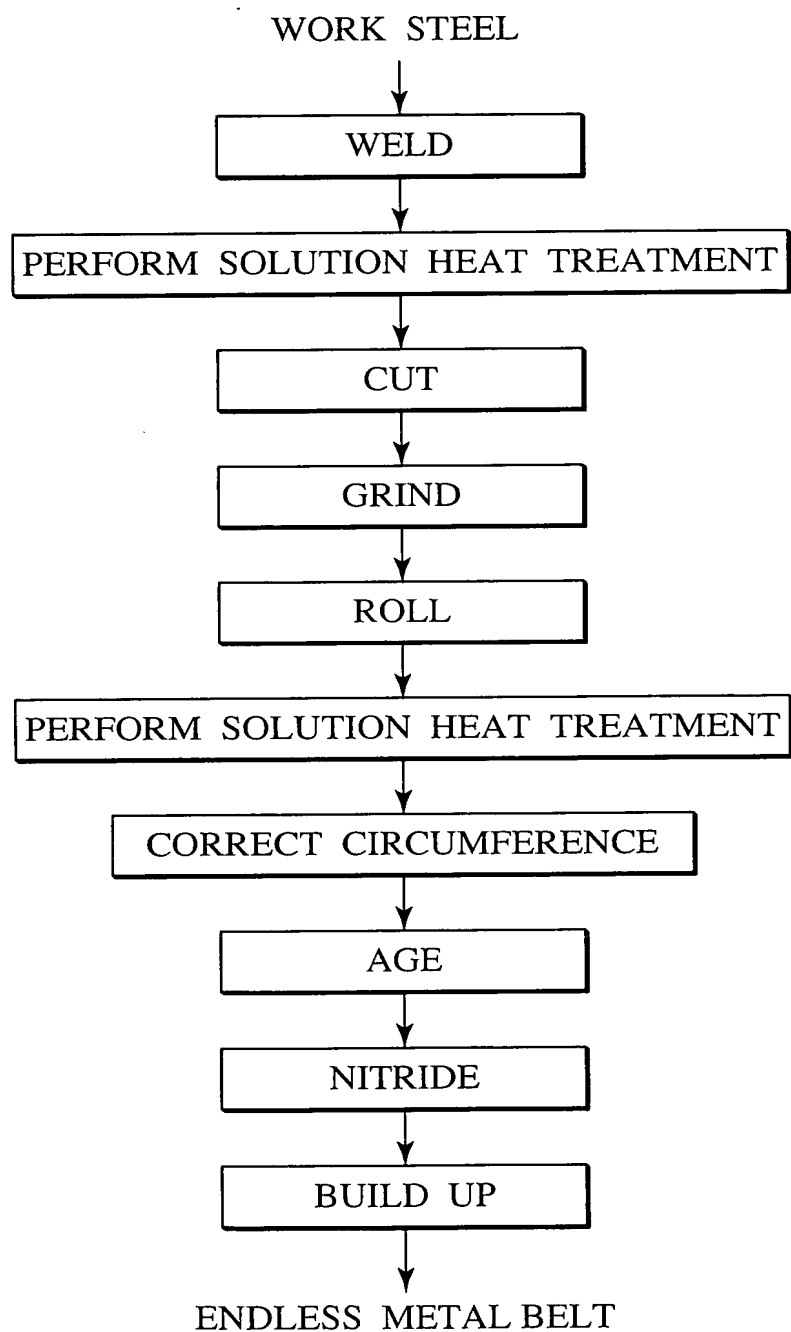 WORK STEEL
WELD
PERFORM SOLUTION HEAT TREATMENT
CUT
GRIND
ROLL
PERFORM SOLUTION HEAT TREATMENT
CORRECT CIRCUMFERENCE
AGE
NITRIDE
BUILD UP
ENDLESS METAL BELT